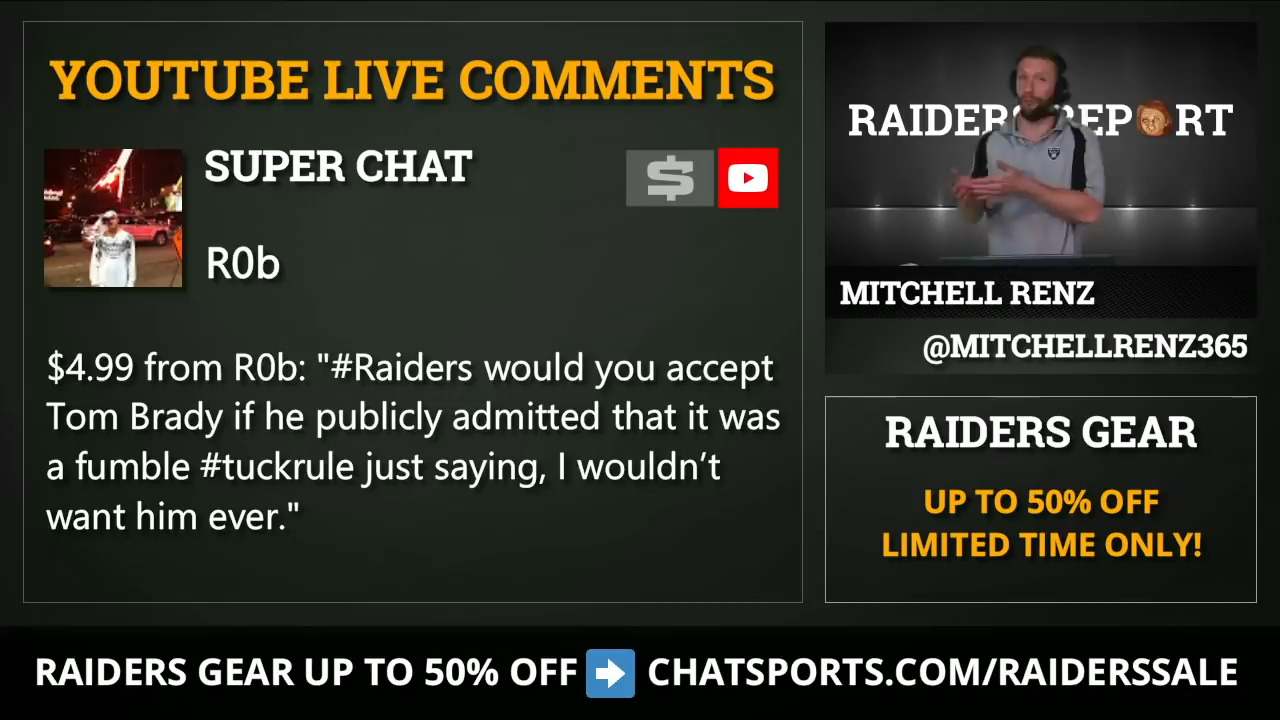 YOUTUBE LIVE COMMENTS
SUPER CHAT
R0b
$4.99 from R0b: "#Raiders would you accept
Tom Brady if he publicly admitted that it was
a fumble #tuckrule just saying, I wouldn't
want him ever."
MITCHELL RENZ
@MITCHELLRENZ365
RAIDERS GEAR
UP TO 50% OFF
LIMITED TIME ONLY!
RAIDERS GEAR UP TO 50% OFF ➡ CHATSPORTS.COM/RAIDERSSALE